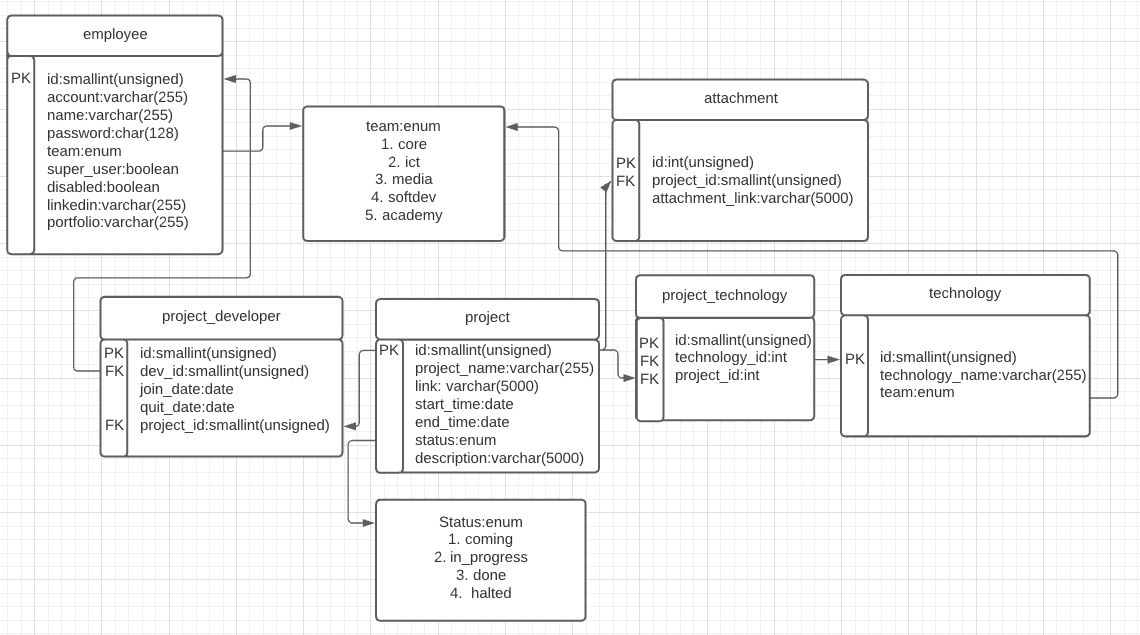 employee
PK id:smallint(unsigned)
account:varchar(255)
name:varchar(255)
password:char(128)
team:enum
super_user:boolean
disabled:boolean
linkedin:varchar(255)
portfolio:varchar(255)
team:enum
1. core
2. ict
3. media
4. softdev
5. academy
attachment
PK id:int(unsigned)
FK project_id:smallint(unsigned)
attachment_link:varchar(5000)
project_developer
PK id:smallint(unsigned)
FK dev_id:smallint(unsigned)
join_date:date
quit_date:date
FK project_id:smallint(unsigned)
project
PK id:smallint(unsigned)
project_name:varchar(255)
link: varchar(5000)
start_time:date
end_time:date
status:enum
description:varchar(5000)
project_technology
PK id:smallint(unsigned)
FK technology_id:int
FK project_id:int
technology
PK id:smallint(unsigned)
technology_name:varchar(255)
team:enum
Status:enum
1. coming
2. in_progress
3. done
4. halted